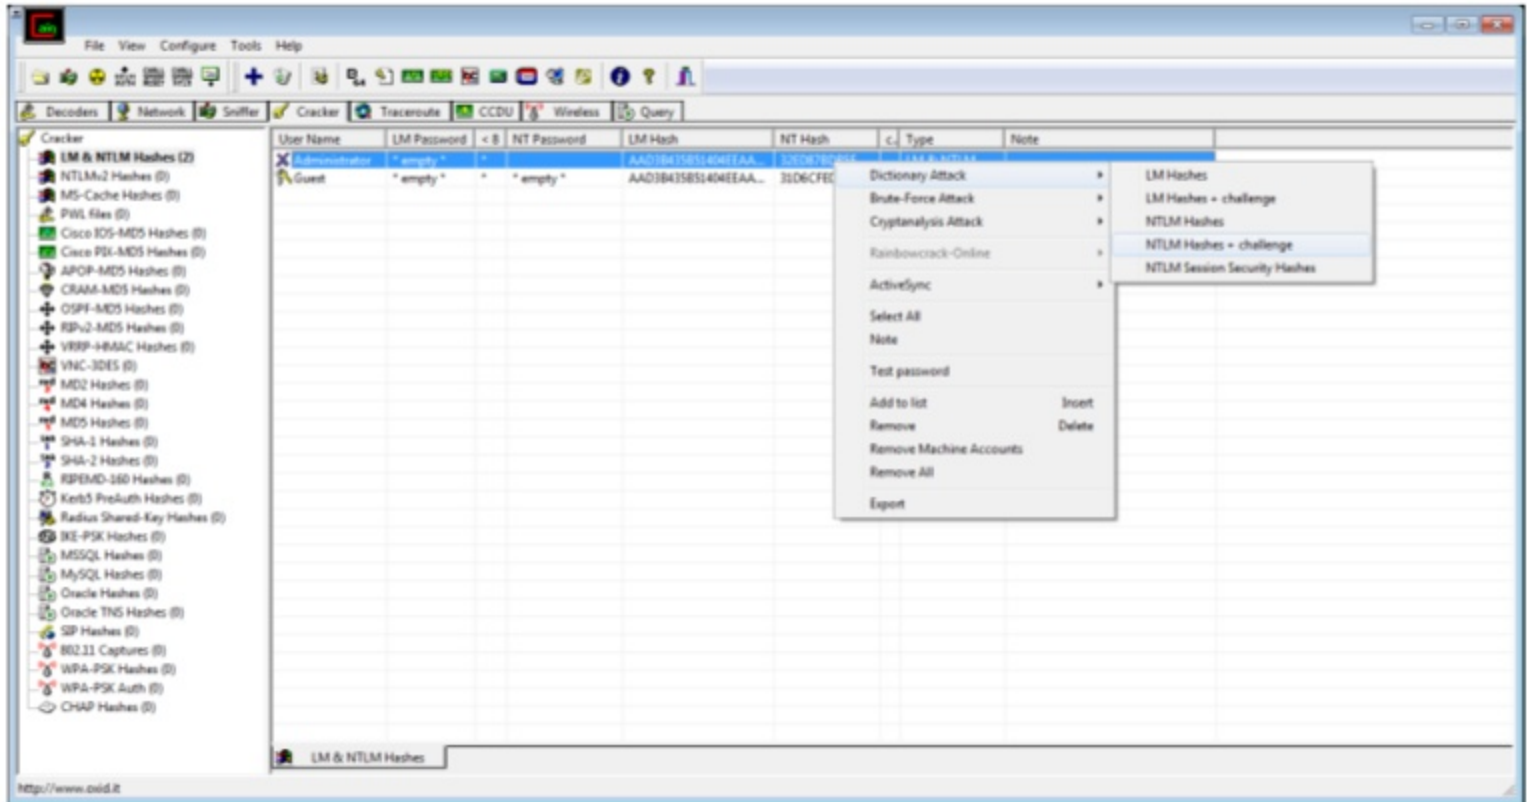 Cain
File View Configure Tools Help
Decoders Network Sniffer Cracker Traceroute CCDU Wireless Query
Cracker
LM & NTLM Hashes (2)
NTLMv2 Hashes (0)
MS-Cache Hashes (0)
PWL files (0)
Cisco IOS-MD5 Hashes (0)
Cisco PIX-MD5 Hashes (0)
APOP-MD5 Hashes (0)
CRAM-MD5 Hashes (0)
OSPF-MD5 Hashes (0)
RIPv2-MD5 Hashes (0)
VRRP-HMAC Hashes (0)
VNC-3DES (0)
MD2 Hashes (0)
MD4 Hashes (0)
MD5 Hashes (0)
SHA-1 Hashes (0)
SHA-2 Hashes (0)
RIPEMD-160 Hashes (0)
Kerb5 PreAuth Hashes (0)
Radius Shared-Key Hashes (0)
IKE-PSK Hashes (0)
MSSQL Hashes (0)
MySQL Hashes (0)
Oracle Hashes (0)
Oracle TNS Hashes (0)
SIP Hashes (0)
802.11 Captures (0)
WPA-PSK Hashes (0)
WPA-PSK Auth (0)
CHAP Hashes (0)
User Name LM Password < 8 NT Password LM Hash NT Hash c. Type Note
Administrator * empty * * AAD3B435B51404EEAA... LM & NTLM
Guest * empty * * * empty * AAD3B435B51404EEAA... 31D6CFE0
Dictionary Attack
Brute-Force Attack
Cryptanalysis Attack
Rainbowcrack-Online
ActiveSync
Select All
Note
Test password
Add to list Insert
Remove Delete
Remove Machine Accounts
Remove All
Export
LM Hashes
LM Hashes + challenge
NTLM Hashes
NTLM Hashes + challenge
NTLM Session Security Hashes
LM & NTLM Hashes
http://www.oxid.it